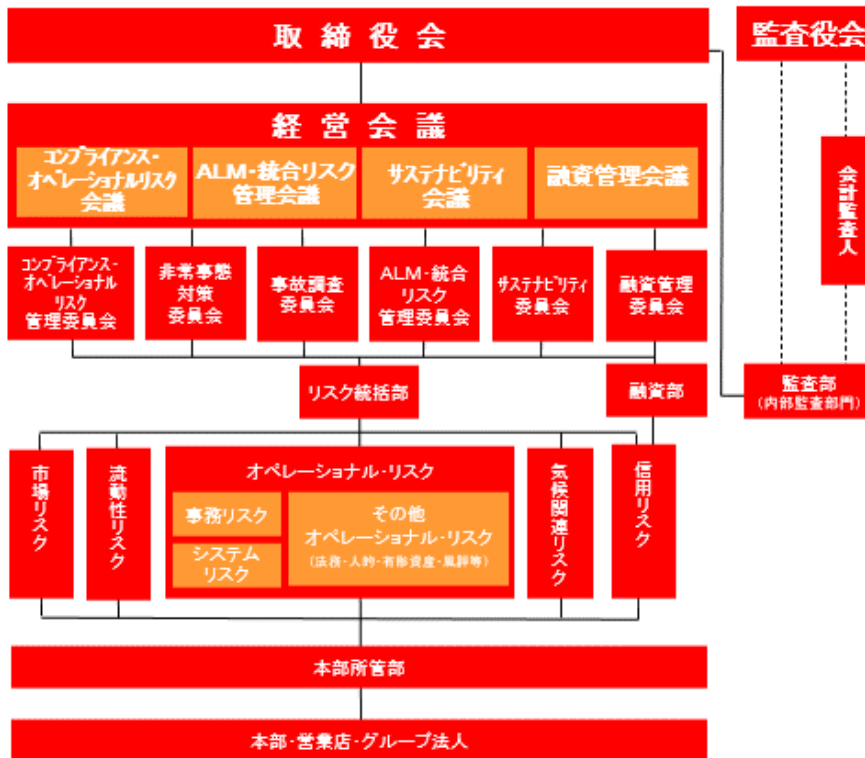 取締役会
監査役会
経営会議
コンプライアンス・
オペレーショナルリスク
会議
ALM・統合リスク
管理会議
サステナビリティ
会議
融資管理会議
会計監査人
コンプライアンス・
オペレーショナル
リスク
管理委員会
非常事態
対策
委員会
事故調査
委員会
ALM・統合
リスク
管理委員会
サステナビリティ
委員会
融資管理
委員会
リスク統括部
融資部
監査部
(内部監査部門)
市場リスク
流動性リスク
オペレーショナル・リスク
事務リスク
システム
リスク
その他
オペレーショナル・リスク
(法務・人的・有形資産・風評等)
気候関連リスク
信用リスク
本部所管部
本部・営業店・グループ法人